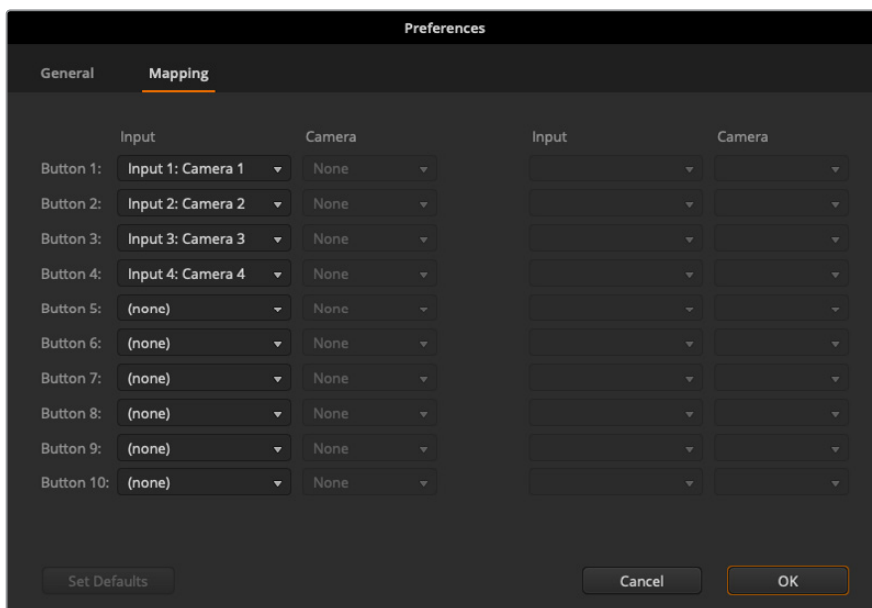 Preferences
General Mapping
Input Camera Input Camera
Button 1: Input 1: Camera 1 None
Button 2: Input 2: Camera 2 None
Button 3: Input 3: Camera 3 None
Button 4: Input 4: Camera 4 None
Button 5: (none) None
Button 6: (none) None
Button 7: (none) None
Button 8: (none) None
Button 9: (none) None
Button 10: (none) None
Set Defaults Cancel OK